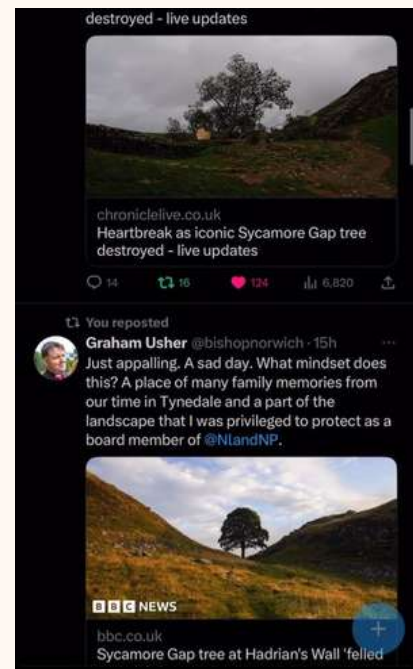 destroyed - live updates
chroniclelive.co.uk
Heartbreak as iconic Sycamore Gap tree
destroyed - live updates
14 16 124 6,820
You reposted
Graham Usher @bishopnorwich · 15h ...
Just appalling. A sad day. What mindset does
this? A place of many family memories from
our time in Tynedale and a part of the
landscape that I was privileged to protect as a
board member of @NlandNP.
BBC NEWS
bbc.co.uk
Sycamore Gap tree at Hadrian's Wall 'felled